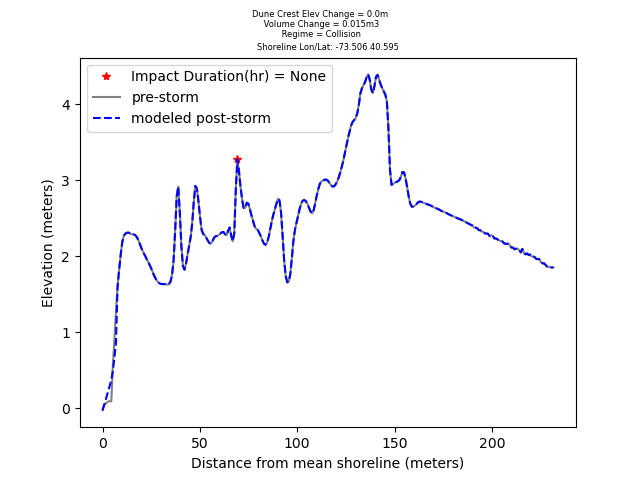 Dune Crest Elev Change = 0.0m
Volume Change = 0.015m3
Regime = Collision
Shoreline Lon/Lat: -73.506 40.595
Impact Duration(hr) = None
pre-storm
modeled post-storm
Elevation (meters)
4
3
2
1
0
0 50 100 150 200
Distance from mean shoreline (meters)